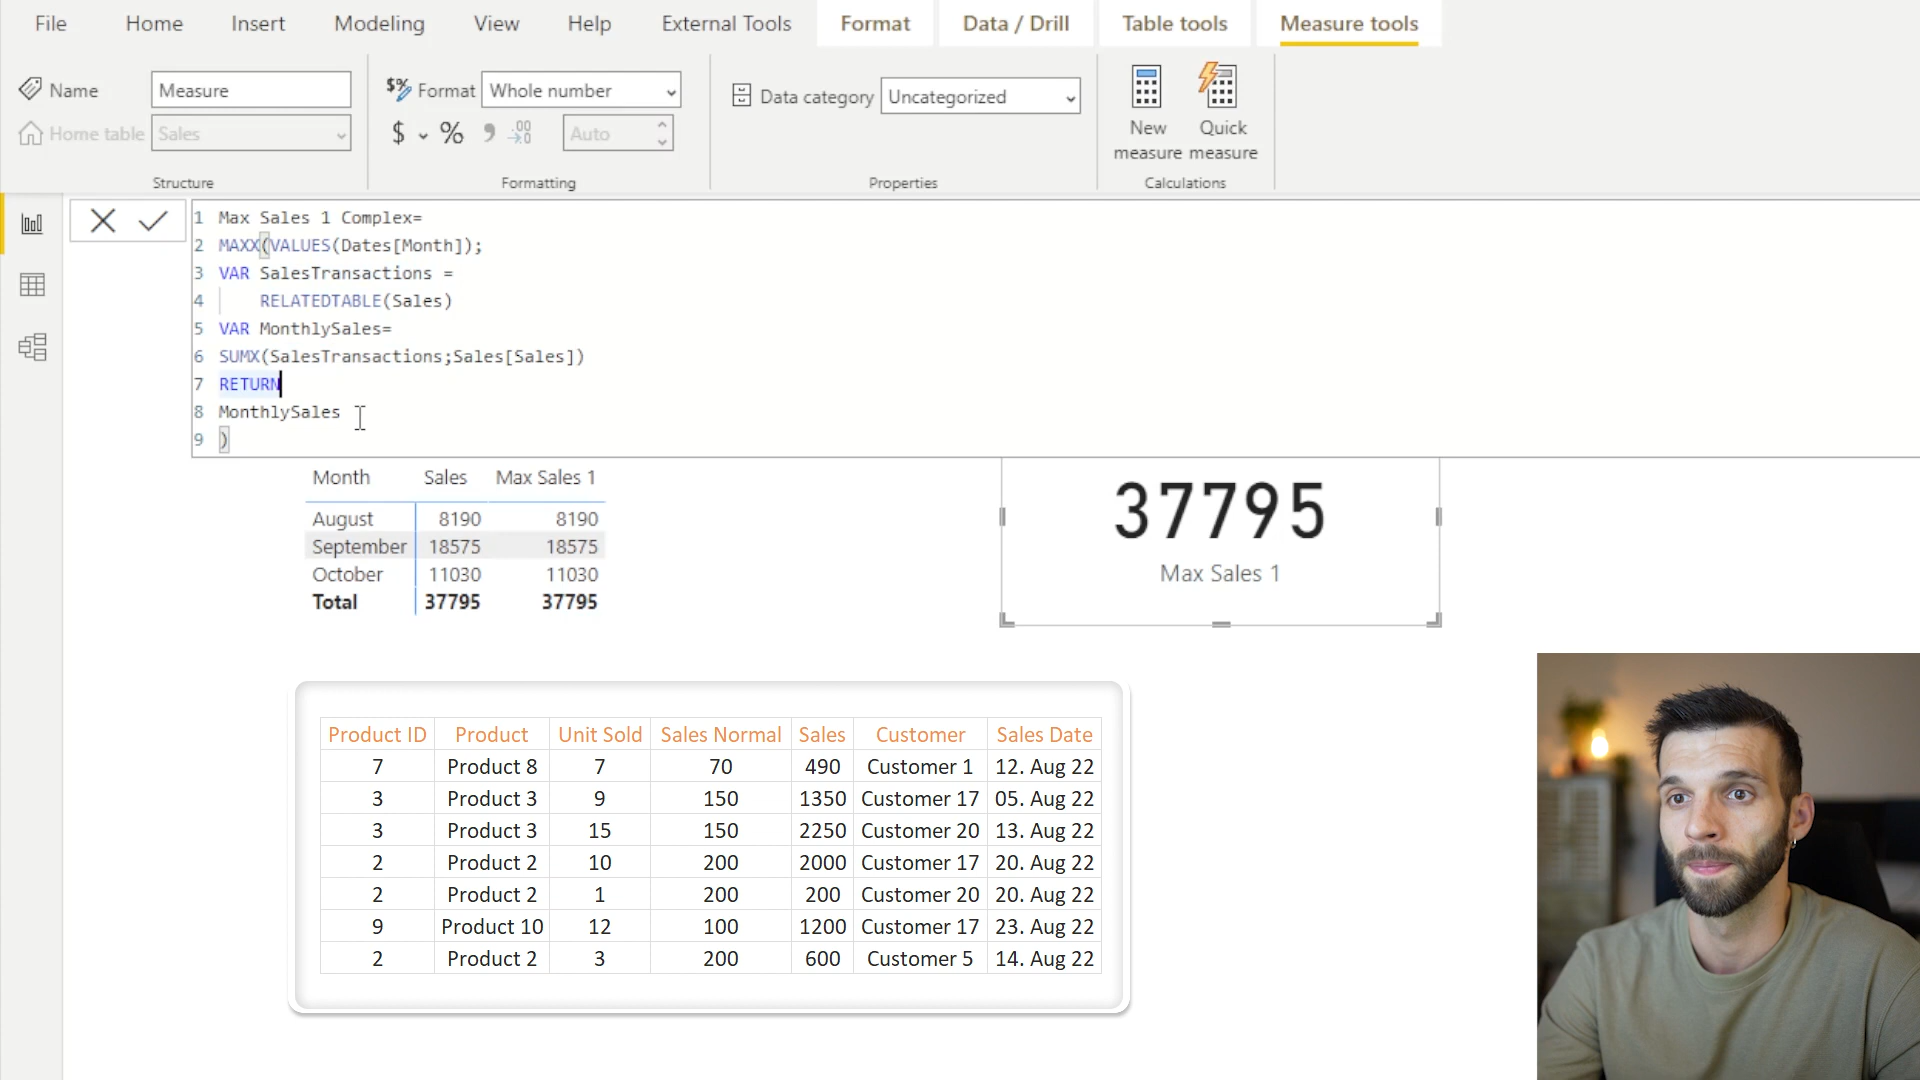 File Home Insert Modeling View Help External Tools Format Data / Drill Table tools Measure tools
Name Measure
Home table Sales
Structure
Format Whole number
$ % Auto
Formatting
Data category Uncategorized
Properties
New measure
Quick measure
Calculations
1 Max Sales 1 Complex=
2 MAXX(VALUES(Dates[Month]);
3 VAR SalesTransactions =
4 RELATEDTABLE(Sales)
5 VAR MonthlySales=
6 SUMX(SalesTransactions;Sales[Sales])
7 RETURN
8 MonthlySales
9 )
Month Sales Max Sales 1
August 8190 8190
September 18575 18575
October 11030 11030
Total 37795 37795
37795
Max Sales 1
Product ID Product Unit Sold Sales Normal Sales Customer Sales Date
7 Product 8 7 70 490 Customer 1 12. Aug 22
3 Product 3 9 150 1350 Customer 17 05. Aug 22
3 Product 3 15 150 2250 Customer 20 13. Aug 22
2 Product 2 10 200 2000 Customer 17 20. Aug 22
2 Product 2 1 200 200 Customer 20 20. Aug 22
9 Product 10 12 100 1200 Customer 17 23. Aug 22
2 Product 2 3 200 600 Customer 5 14. Aug 22